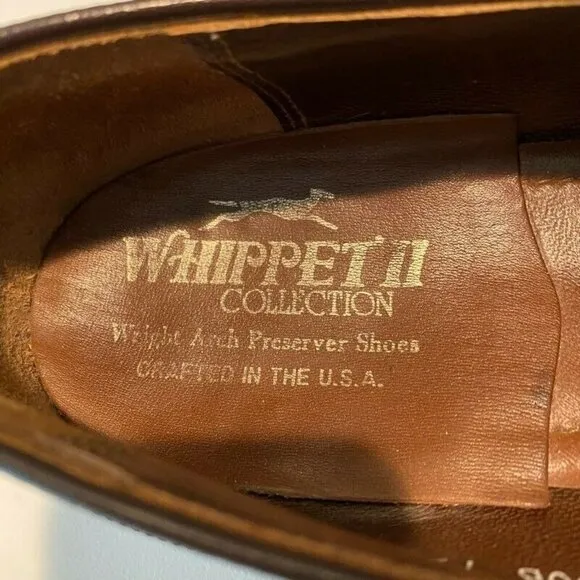 WHIPPET II
COLLECTION
Wright Arch Preserver Shoes
CRAFTED IN THE U.S.A.